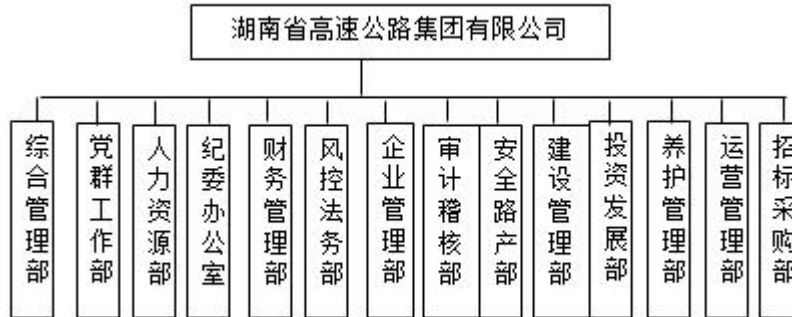 湖南省高速公路集团有限公司
综合管理部
党群工作部
人力资源部
纪委办公室
财务管理部
风控法务部
企业管理部
审计稽核部
安全路产部
建设管理部
投资发展部
养护管理部
运营管理部
招标采购部